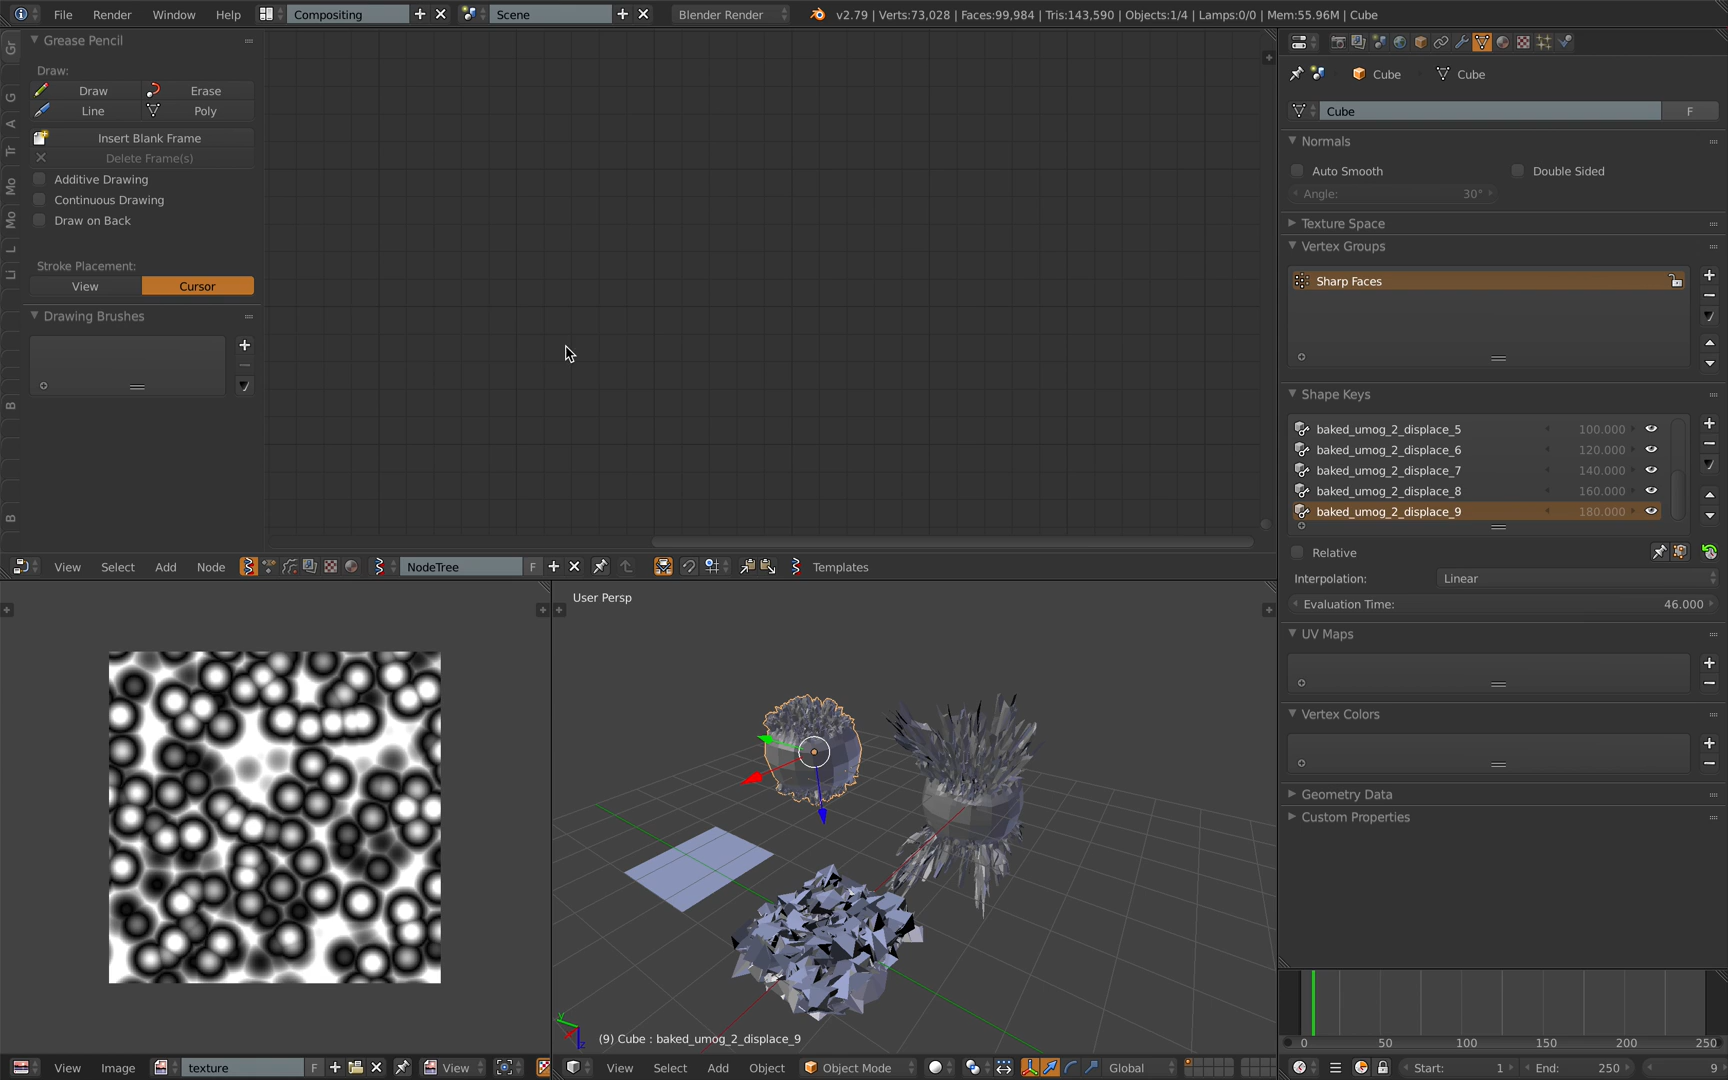 File Render Window Help Compositing Scene Blender Render v2.79 | Verts:73,028 | Faces:99,984 | Tris:143,590 | Objects:1/4 | Lamps:0/0 | Mem:55.96M | Cube
Grease Pencil
Draw:
Draw Erase
Line Poly
Insert Blank Frame
Delete Frame(s)
Additive Drawing
Continuous Drawing
Draw on Back
Stroke Placement:
View Cursor
Drawing Brushes
Gr
G
A
Tr
Mo
Mo
L
Li
B
B
View Select Add Node NodeTree F Templates
User Persp
(9) Cube : baked_umog_2_displace_9
View Image texture F View
View Select Add Object Object Mode Global
Cube Cube
Cube F
Normals
Auto Smooth Double Sided
Angle: 30°
Texture Space
Vertex Groups
Sharp Faces
Shape Keys
baked_umog_2_displace_5 100.000
baked_umog_2_displace_6 120.000
baked_umog_2_displace_7 140.000
baked_umog_2_displace_8 160.000
baked_umog_2_displace_9 180.000
Relative
Interpolation: Linear
Evaluation Time: 46.000
UV Maps
Vertex Colors
Geometry Data
Custom Properties
0 50 100 150 200 250
Start: 1 End: 250 9